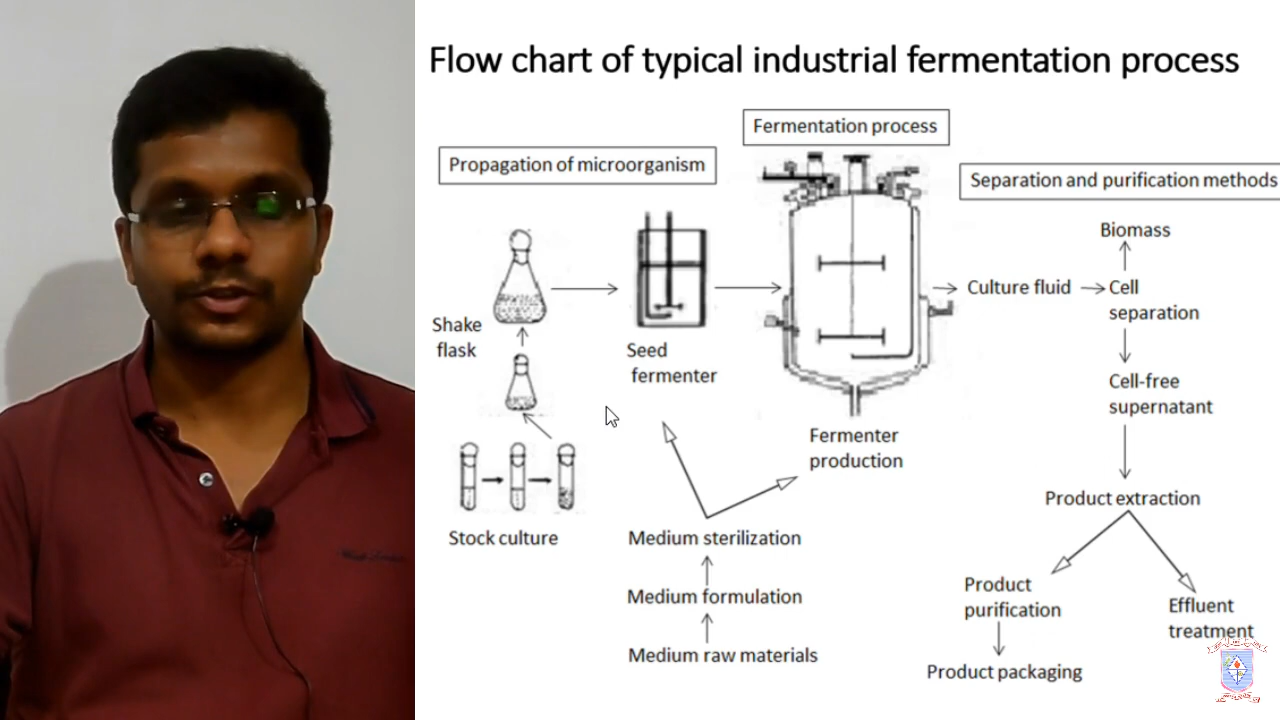 Flow chart of typical industrial fermentation process
Fermentation process
Propagation of microorganism
Separation and purification methods
Biomass
Culture fluid
Cell
separation
Shake
flask
Seed
fermenter
Cell-free
supernatant
Fermenter
production
Product extraction
Stock culture
Medium sterilization
Medium formulation
Medium raw materials
Product
purification
Effluent
treatment
Product packaging